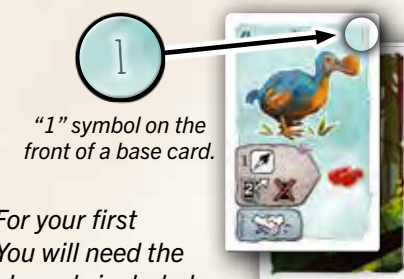 1
"1" symbol on the
front of a base card.
For your first
You will need the